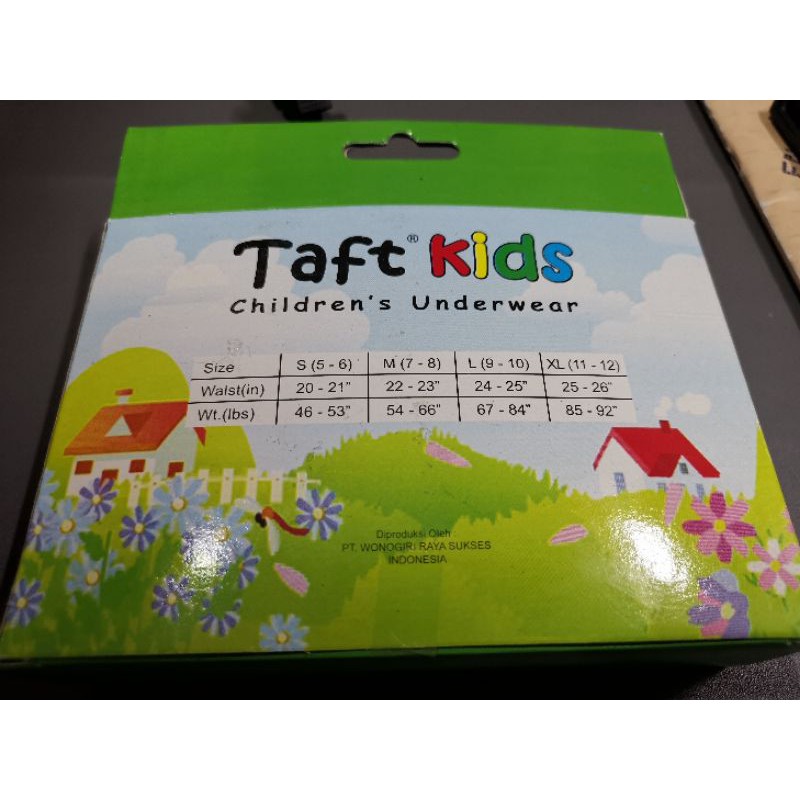 Taft® Kids
Children's Underwear
Size S (5 - 6) M (7 - 8) L (9 - 10) XL (11 - 12)
Waist(in) 20 - 21" 22 - 23" 24 - 25" 25 - 26"
Wt.(lbs) 46 - 53" 54 - 66" 67 - 84" 85 - 92"
Diproduksi Oleh :
PT. WONOGIRI RAYA SUKSES
INDONESIA